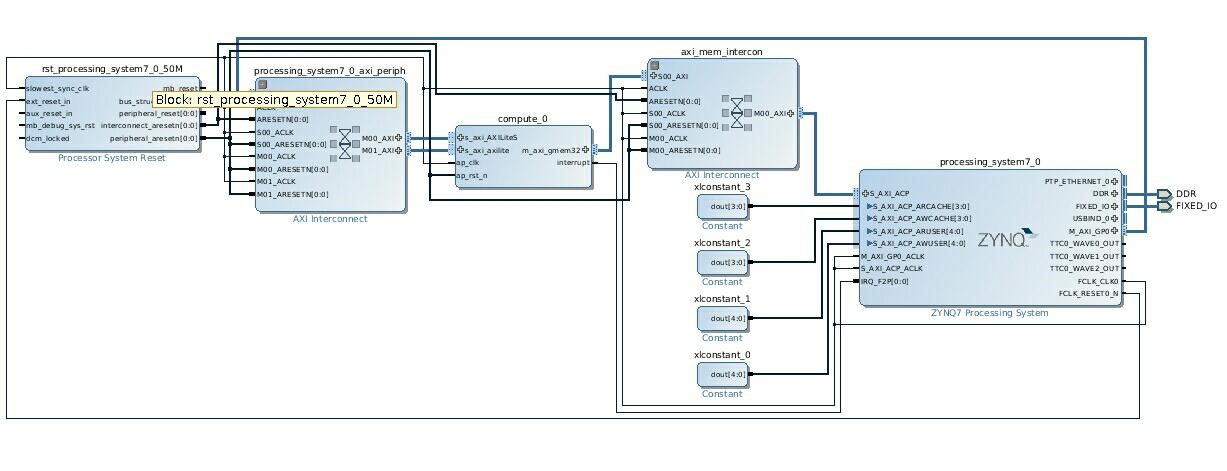 rst_processing_system7_0_50M
slowest_sync_clk
mb_reset
ext_reset_in
bus_struc
aux_reset_in
peripheral_reset[0:0]
mb_debug_sys_rst
interconnect_aresetn[0:0]
dcm_locked
peripheral_aresetn[0:0]
Processor System Reset
Block: rst_processing_system7_0_50M
processing_system7_0_axi_periph
ARESETN[0:0]
S00_ACLK
S00_ARESETN[0:0]
M00_ACLK
M00_ARESETN[0:0]
M01_ACLK
M01_ARESETN[0:0]
M00_AXI
M01_AXI
AXI Interconnect
compute_0
s_axi_AXILiteS
s_axi_axilite
ap_clk
ap_rst_n
m_axi_gmem32
interrupt
axi_mem_intercon
S00_AXI
ACLK
ARESETN[0:0]
S00_ACLK
S00_ARESETN[0:0]
M00_ACLK
M00_ARESETN[0:0]
M00_AXI
AXI Interconnect
xlconstant_3
dout[3:0]
Constant
xlconstant_2
dout[3:0]
Constant
xlconstant_1
dout[4:0]
Constant
xlconstant_0
dout[4:0]
Constant
processing_system7_0
S_AXI_ACP
S_AXI_ACP_ARCACHE[3:0]
S_AXI_ACP_AWCACHE[3:0]
S_AXI_ACP_ARUSER[4:0]
S_AXI_ACP_AWUSER[4:0]
M_AXI_GP0_ACLK
S_AXI_ACP_ACLK
IRQ_F2P[0:0]
ZYNQ
PTP_ETHERNET_0
DDR
FIXED_IO
USBIND_0
M_AXI_GP0
TTC0_WAVE0_OUT
TTC0_WAVE1_OUT
TTC0_WAVE2_OUT
FCLK_CLK0
FCLK_RESET0_N
ZYNQ7 Processing System
DDR
FIXED_IO